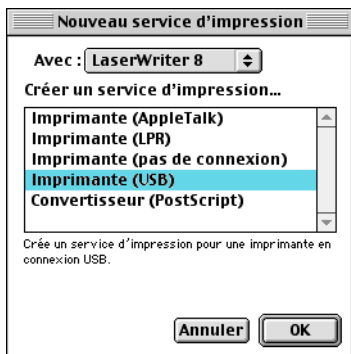 Nouveau service d'impression
Avec : LaserWriter 8
Créer un service d'impression...
Imprimante (AppleTalk)
Imprimante (LPR)
Imprimante (pas de connexion)
Imprimante (USB)
Convertisseur (PostScript)
Crée un service d'impression pour une imprimante en
connexion USB.
Annuler OK